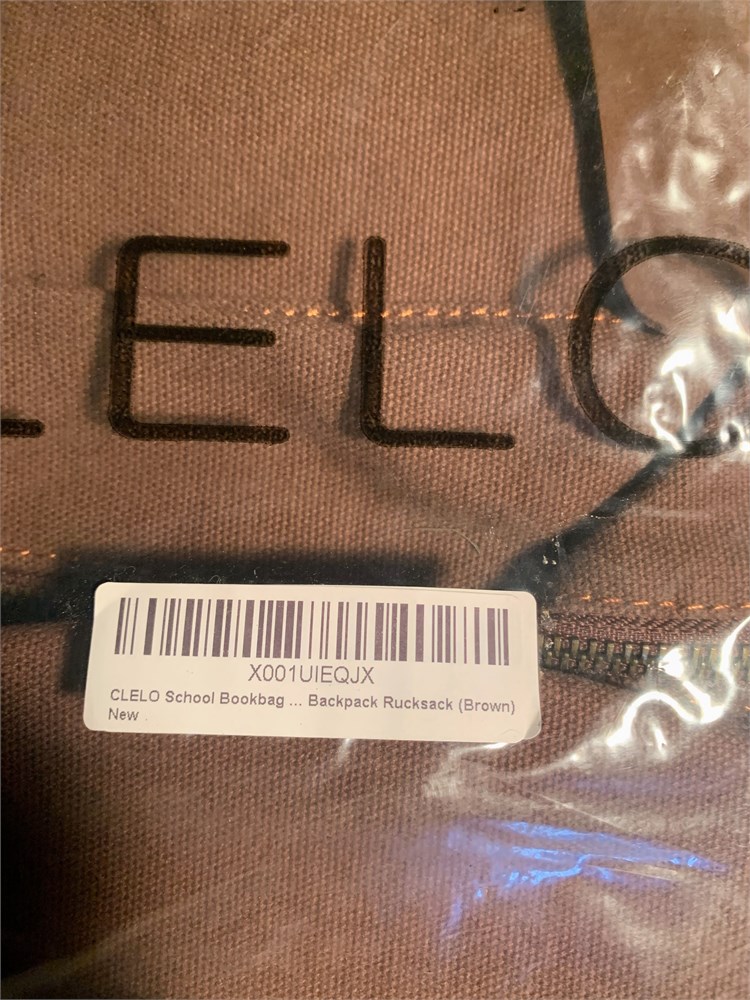 LELO
X001UIEQJX
CLELO School Bookbag ... Backpack Rucksack (Brown)
New